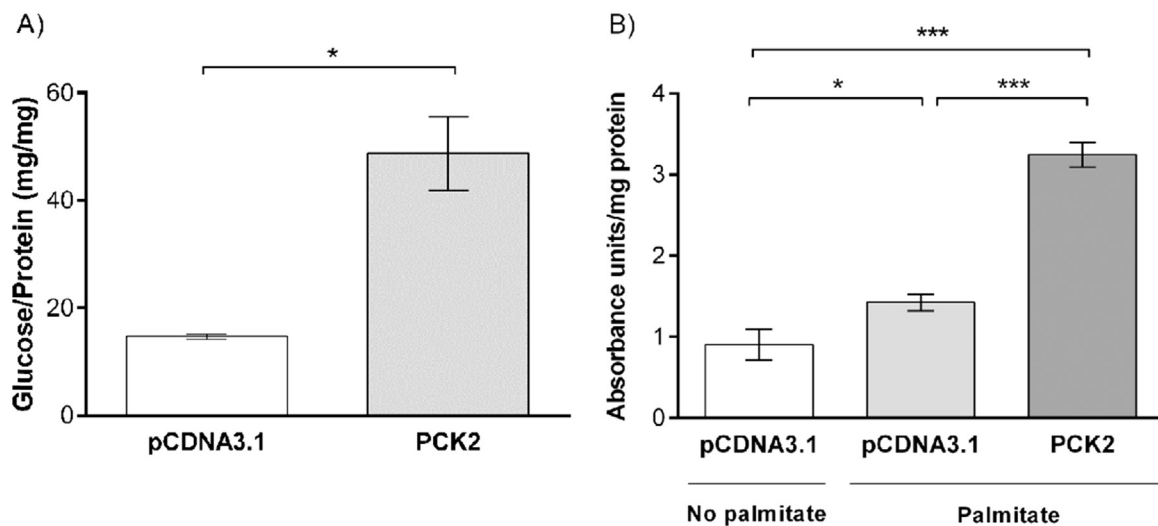 A)
*
Glucose/Protein (mg/mg)
60
40
20
0
pCDNA3.1 PCK2
B)
***
* ***
Absorbance units/mg protein
4
3
2
1
0
pCDNA3.1 pCDNA3.1 PCK2
No palmitate Palmitate